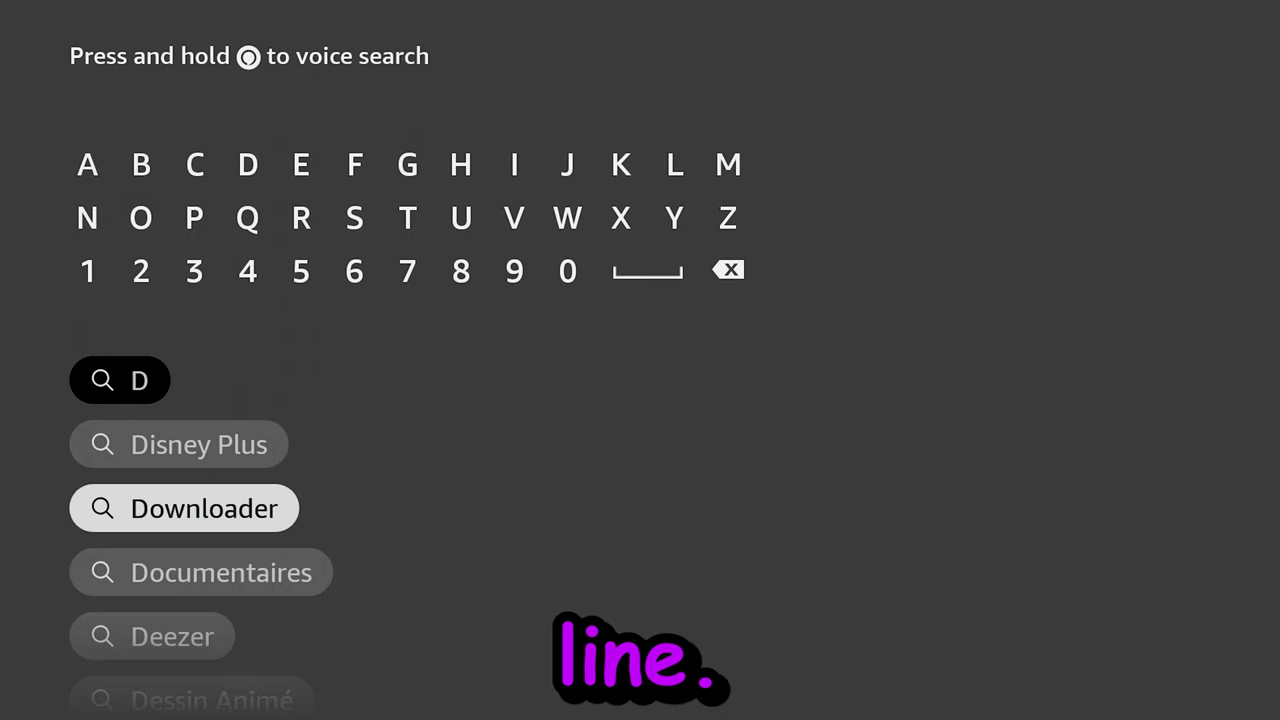 Press and hold to voice search
A B C D E F G H I J K L M
N O P Q R S T U V W X Y Z
1 2 3 4 5 6 7 8 9 0
D
Disney Plus
Downloader
Documentaires
Deezer
Dessin Animé
line.